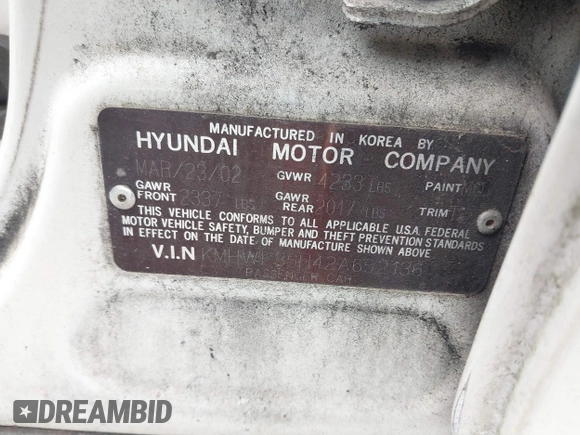 MANUFACTURED IN KOREA BY
HYUNDAI MOTOR COMPANY
MAR/23/02 GVWR 4233 LBS PAINT
GAWR FRONT 2337 LBS GAWR REAR 2017 LBS TRIM
THIS VEHICLE CONFORMS TO ALL APPLICABLE U.S.A. FEDERAL
MOTOR VEHICLE SAFETY, BUMPER AND THEFT PREVENTION STANDARDS
IN EFFECT ON THE DATE OF MANUFACTURE SHOWN ABOVE
V.I.N
PASSENGER CAR
DREAMBID